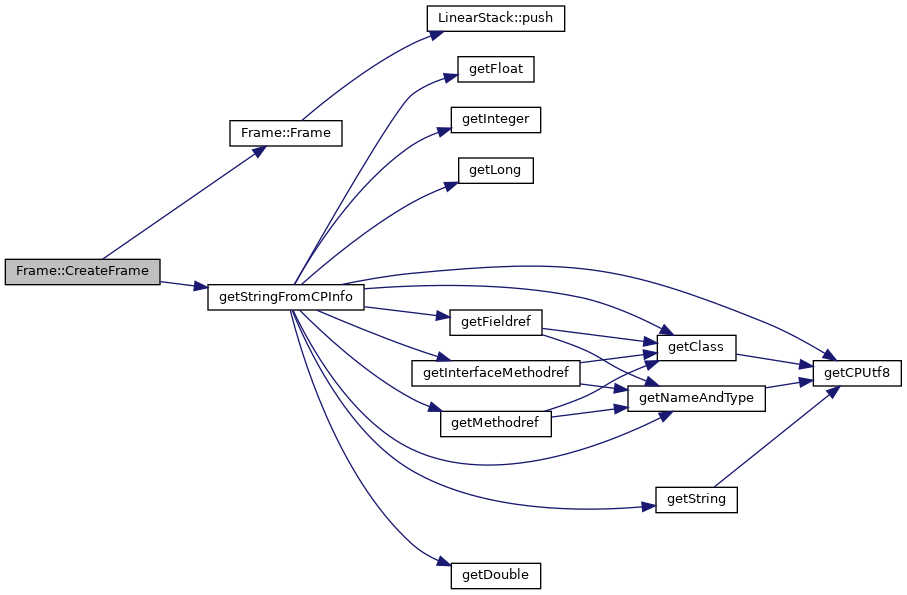 LinearStack::push
getFloat
getInteger
Frame::Frame
getLong
Frame::CreateFrame
getStringFromCPInfo
getFieldref
getClass
getInterfaceMethodref
getCPUtf8
getNameAndType
getMethodref
getString
getDouble